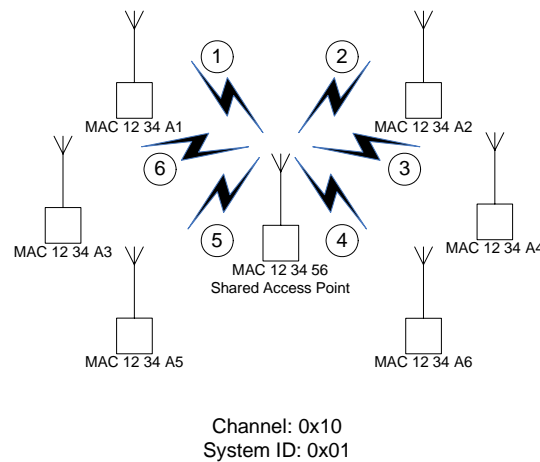 1
2
MAC 12 34 A1
MAC 12 34 A2
6
3
MAC 12 34 A3
MAC 12 34 A4
5
4
MAC 12 34 56
Shared Access Point
MAC 12 34 A5
MAC 12 34 A6
Channel: 0x10
System ID: 0x01